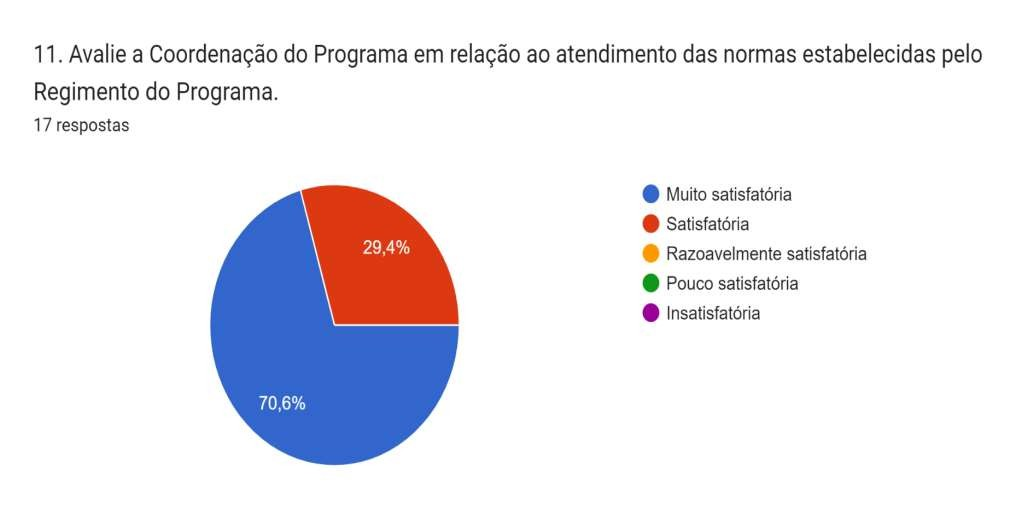 11. Avalie a Coordenação do Programa em relação ao atendimento das normas estabelecidas pelo
Regimento do Programa.
17 respostas
Muito satisfatória
Satisfatória
Razoavelmente satisfatória
Pouco satisfatória
Insatisfatória
29,4%
70,6%